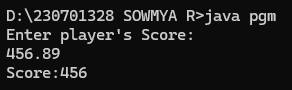 D:\230701328 SOWMYA R>java pgm
Enter player's Score:
456.89
Score:456